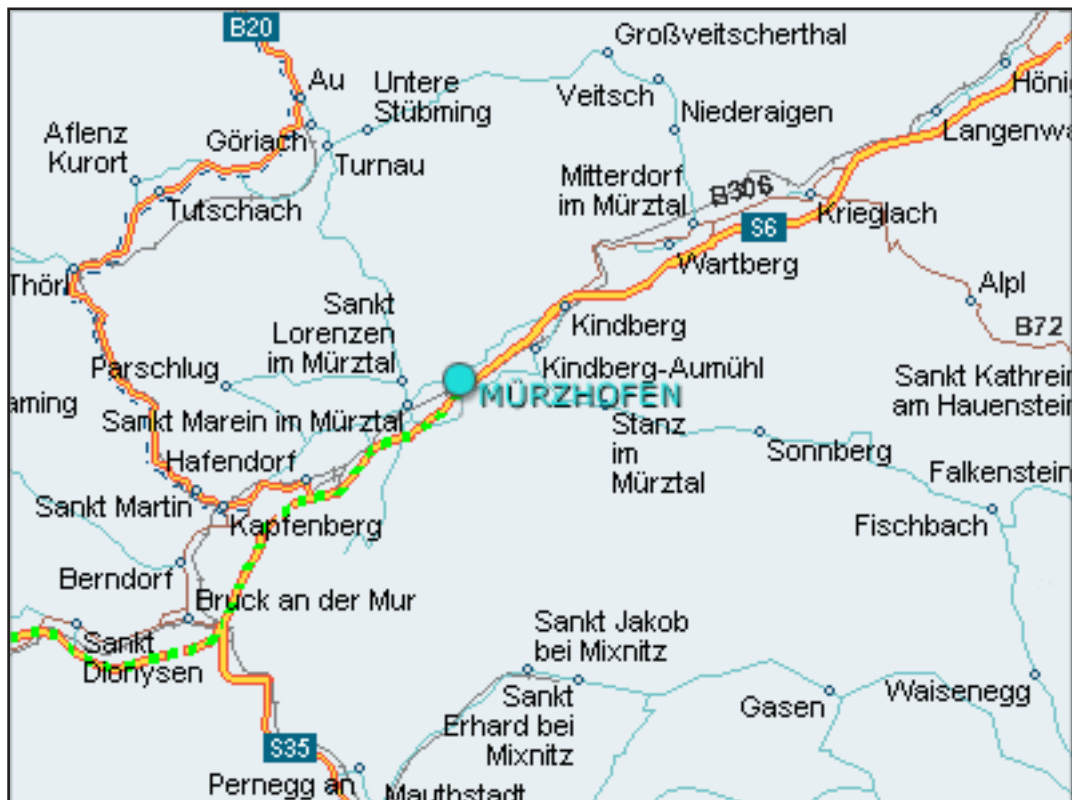 B20
Au
Untere
Stübming
Großveitscherthal
Veitsch
Niederaigen
Hönig
Langenwa
Aflenz
Kurort
Göriach
Turnau
Tutschach
Mitterdorf
im Mürztal
B306
Krieglach
S6
Wartberg
Thörl
Sankt
Lorenzen
im Mürztal
Kindberg
Alpl
B72
Kindberg-Aumühl
Parschlug
MÜRZHOFEN
Sankt Kathrein
am Hauenstein
aming
Sankt Marein im Mürztal
Stanz
im
Mürztal
Sonnberg
Hafendorf
Falkenstein
Sankt Martin
Kapfenberg
Fischbach
Berndorf
Bruck an der Mur
Sankt
Dionysen
Sankt Jakob
bei Mixnitz
Sankt
Erhard bei
Mixnitz
Gasen
Waisenegg
S35
Pernegg an
Mauthstadt